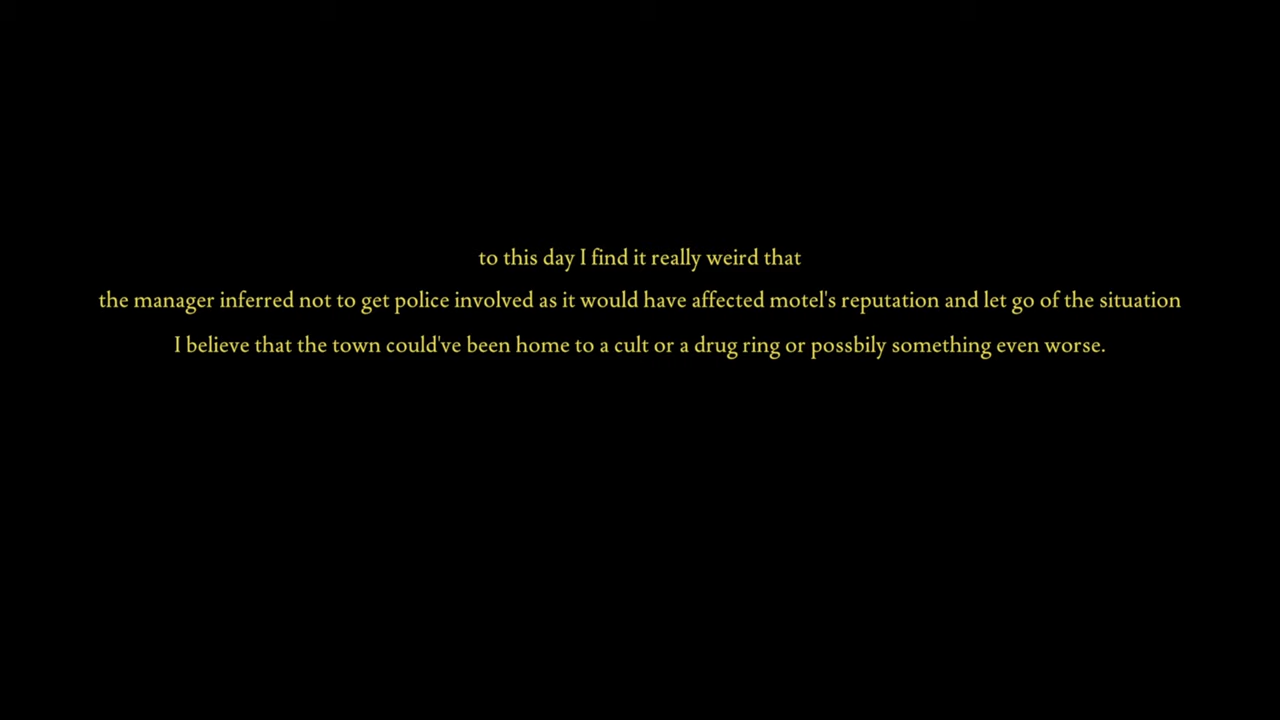 to this day I find it really weird that
the manager inferred not to get police involved as it would have affected motel's reputation and let go of the situation
I believe that the town could've been home to a cult or a drug ring or possbily something even worse.